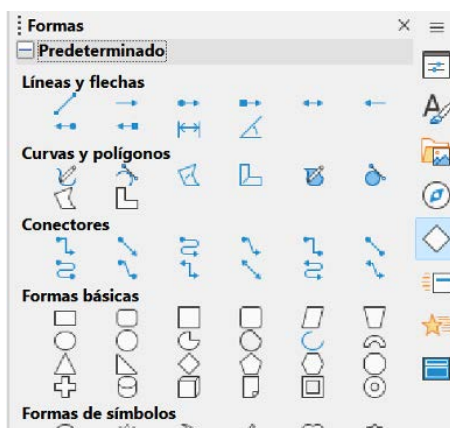 Formas
Predeterminado
Líneas y flechas
Curvas y polígonos
Conectores
Formas básicas
Formas de símbolos